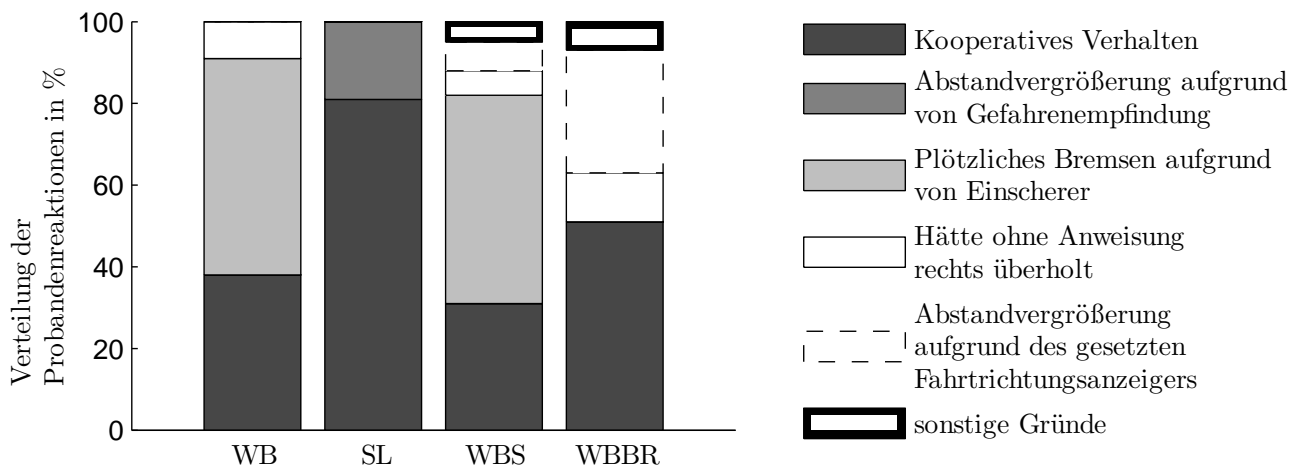 Verteilung der
Probandenreaktionen in %
100
80
60
40
20
0
WB SL WBS WBBR
Kooperatives Verhalten
Abstandvergrößerung aufgrund
von Gefahrenempfindung
Plötzliches Bremsen aufgrund
von Einscherer
Hätte ohne Anweisung
rechts überholt
Abstandvergrößerung
aufgrund des gesetzten
Fahrtrichtungsanzeigers
sonstige Gründe